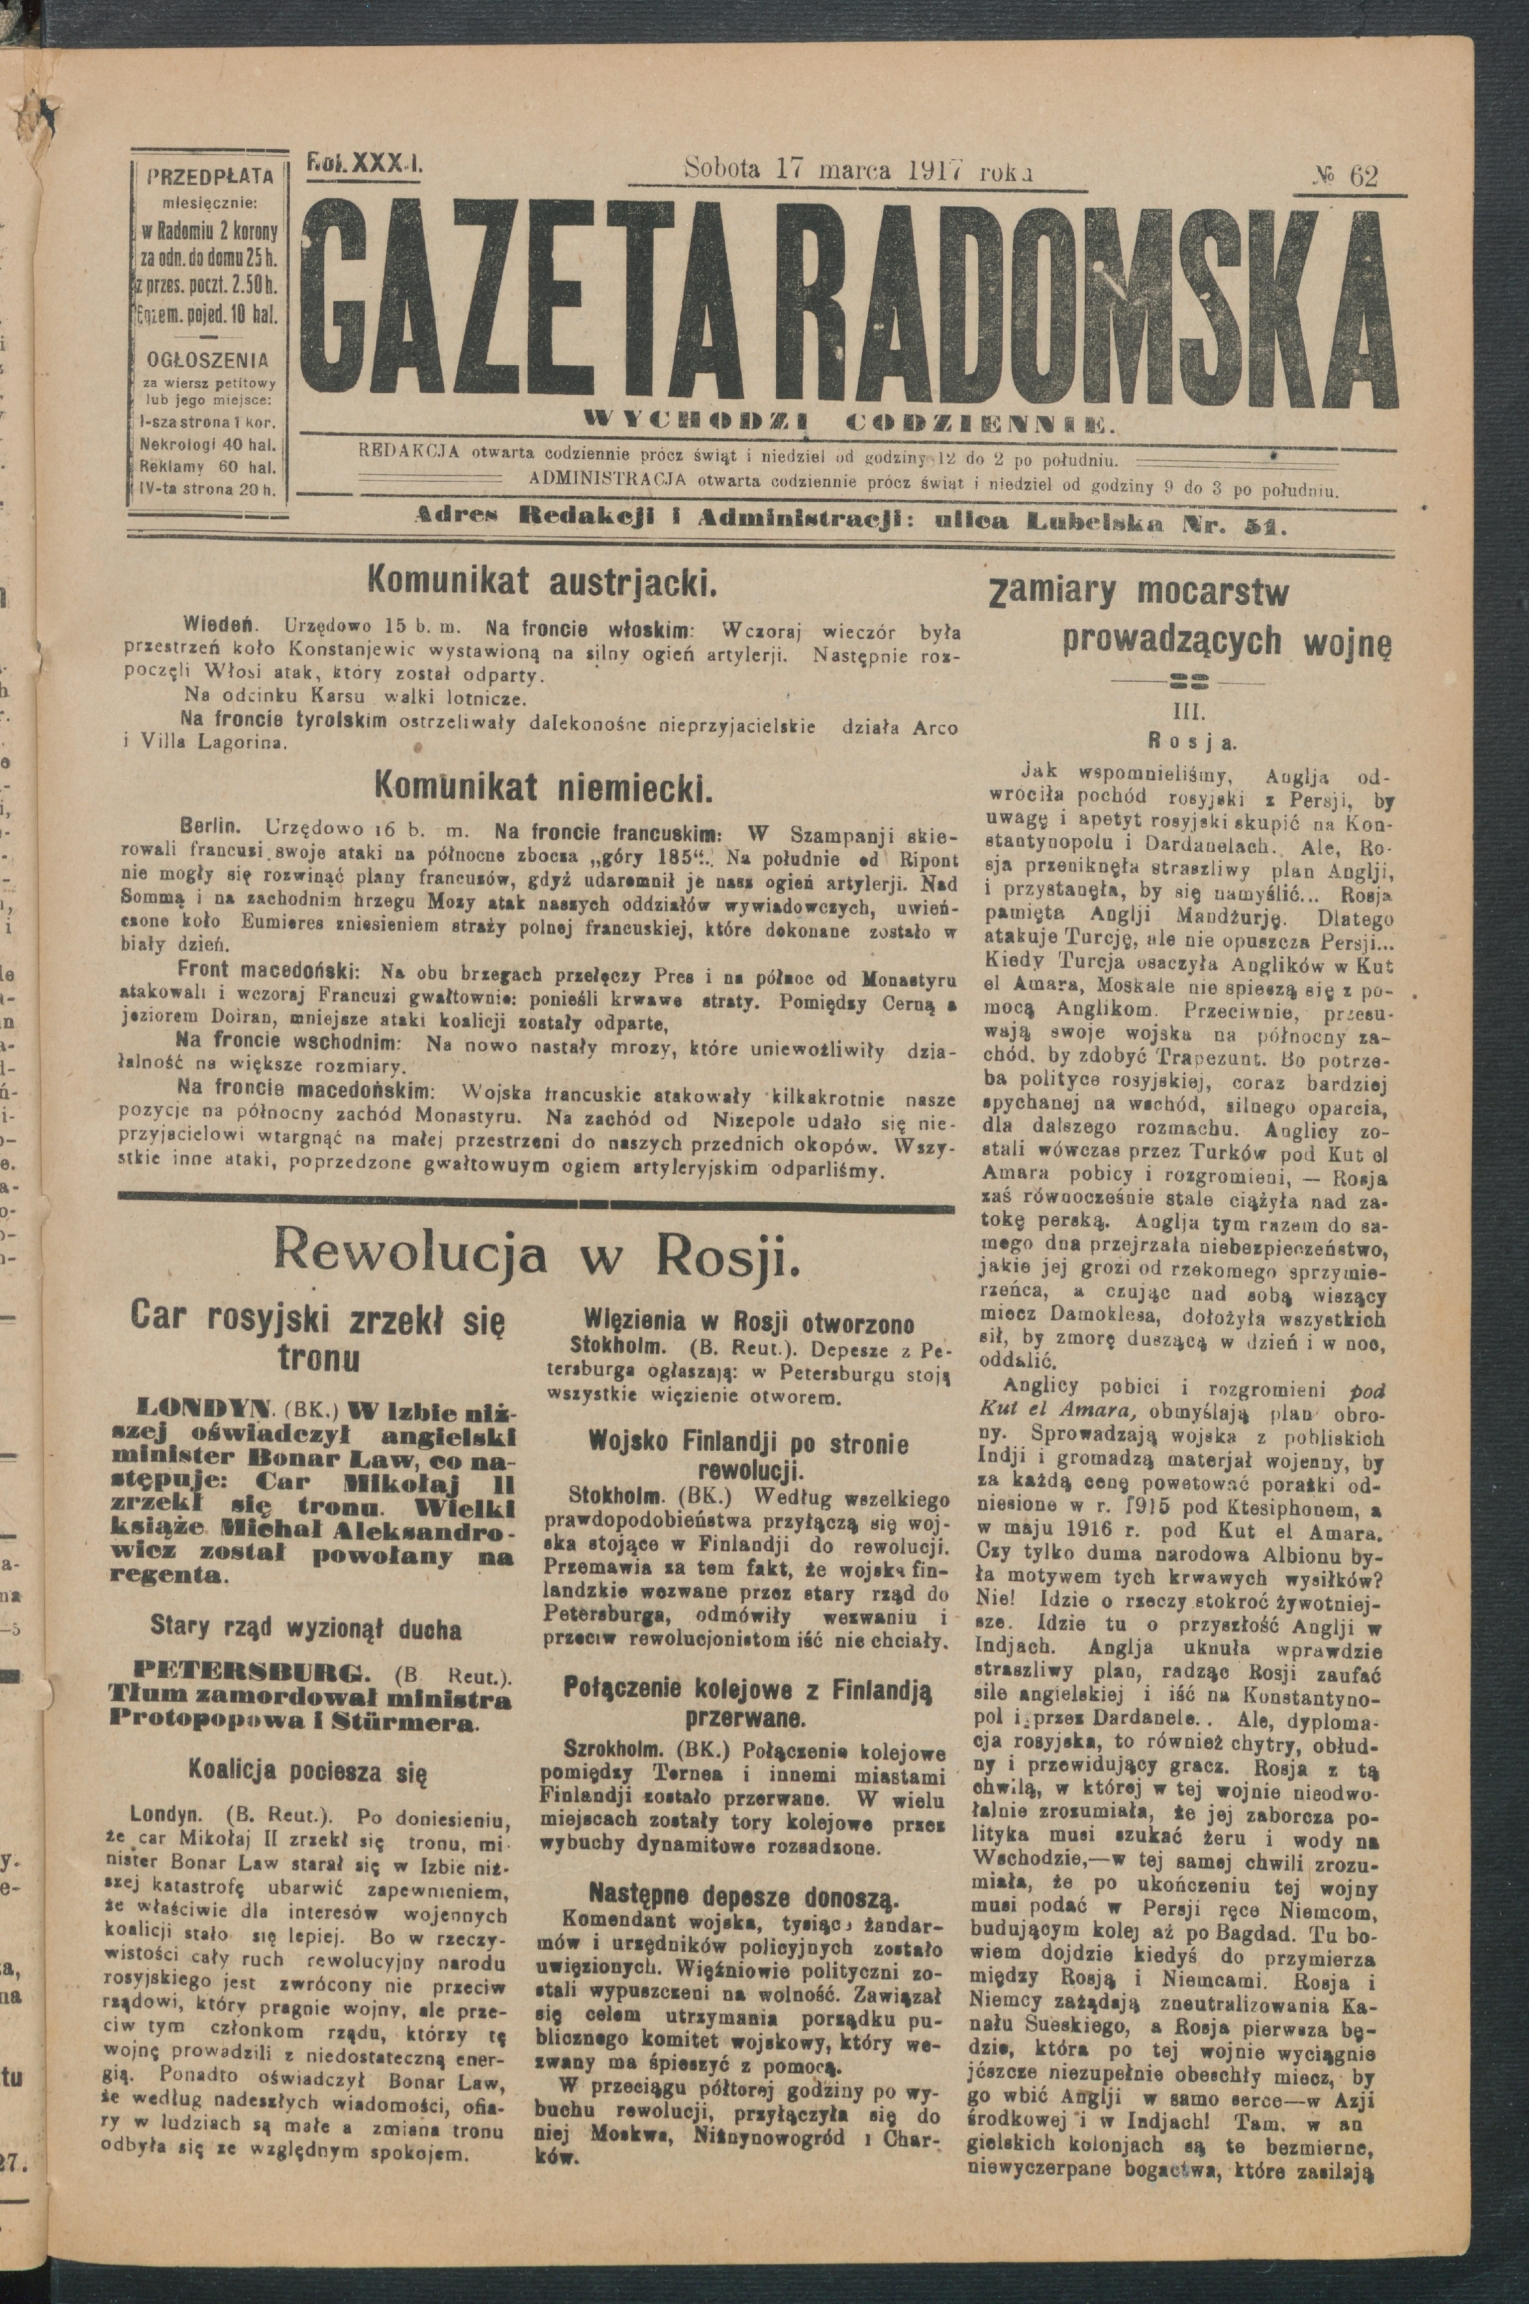 PRZEDPŁATA
miesięcznie:
w Radomiu 2 korony
za odn. do domu 25 h.
z przes. poczt. 2.50 h.
Egzem. pojed. 10 hal.
OGŁOSZENIA
za wiersz petitowy
lub jego miejsce:
I-sza strona 1 kor.
Nekrologi 40 hal.
Reklamy 60 hal.
IV-ta strona 20 h.
Sobota 17 marca 1917 roku
№ 62
GAZETA RADOMSKA
WYCHODZI CODZIENNIE.
REDAKCJA otwarta codziennie prócz świąt i niedziel od godziny 12 do 2 po południu.
ADMINISTRACJA otwarta codziennie prócz świąt i niedziel od godziny 9 do 3 po południu.
Adres Redakcji i Administracji: ulica Lubelska Nr. 51.
Komunikat austrjacki.
Wiedeń. Urzędowo 15 b. m. Na froncie włoskim: Wczoraj wieczór była
przestrzeń koło Konstanjewic wystawioną na silny ogień artylerji. Następnie roz-
poczęli Włosi atak, który został odparty.
Na odcinku Karsu walki lotnicze.
Na froncie tyrolskim ostrzeliwały dalekonośne nieprzyjacielskie działa Arco
i Villa Lagorina.
Komunikat niemiecki.
Berlin. Urzędowo 16 b. m. Na froncie francuskim: W Szampanji skie-
rowali francuzi swoje ataki na północne zbocza „góry 185“. Na południe od Ripont
nie mogły się rozwinąć plany francuzów, gdyż udaremnił je nasz ogień artylerji. Nad
Sommą i na zachodnim brzegu Mozy atak naszych oddziałów wywiadowczych, uwień-
czone koło Eumieres zniesieniem straży polnej francuskiej, które dokonane zostało w
biały dzień.
Front macedoński: Na obu brzegach przełęczy Pres i na północ od Monastyru
atakowali i wczoraj Francuzi gwałtownie: ponieśli krwawe straty. Pomiędzy Cerną a
jeziorem Doiran, mniejsze ataki koalicji zostały odparte,
Na froncie wschodnim: Na nowo nastały mrozy, które uniewożliwiły dzia-
łalność na większe rozmiary.
Na froncie macedońskim: Wojska francuskie atakowały kilkakrotnie nasze
pozycje na północny zachód Monastyru. Na zachód od Nizepole udało się nie-
przyjacielowi wtargnąć na małej przestrzeni do naszych przednich okopów. Wszy-
stkie inne ataki, poprzedzone gwałtowuym ogiem artyleryjskim odparliśmy.
Rewolucja w Rosji.
Car rosyjski zrzekł się
tronu
LONDYN. (BK.) W Izbie niż-
szej oświadczył angielski
minister Bonar Law, co na-
stępuje: Car Mikołaj II
zrzekł się tronu. Wielki
książe Michał Aleksandro-
wicz został powołany na
regenta.
Stary rząd wyzionął ducha
PETERSBURG. (B Reut.).
Tłum zamordował ministra
Protopopowa i Stürmera.
Koalicja pociesza się
Londyn. (B. Reut.). Po doniesieniu,
że car Mikołaj II zrzekł się tronu, mi-
nister Bonar Law starał się w Izbie niż-
szej katastrofę ubarwić zapewnieniem,
że właściwie dla interesów wojennych
koalicji stało się lepiej. Bo w rzeczy-
wistości cały ruch rewolucyjny narodu
rosyjskiego jest zwrócony nie przeciw
rządowi, który pragnie wojny, ale prze-
ciw tym członkom rządu, którzy tę
wojnę prowadzili z niedostateczną ener-
gią. Ponadto oświadczył Bonar Law,
że według nadeszłych wiadomości, ofia-
ry w ludziach są małe a zmiana tronu
odbyła się ze względnym spokojem.
Więzienia w Rosji otworzono
Stokholm. (B. Reut.). Depesze z Pe-
tersburga ogłaszają: w Petersburgu stoją
wszystkie więzienie otworem.
Wojsko Finlandji po stronie
rewolucji.
Stokholm. (BK.) Według wszelkiego
prawdopodobieństwa przyłączą się woj-
ska stojące w Finlandji do rewolucji.
Przemawia za tem fakt, że wojska fin-
landzkie wezwane przez stary rząd do
Petersburga, odmówiły wezwaniu i
przeciw rewolucjonistom iść nie chciały.
Połączenie kolejowe z Finlandją
przerwane.
Szrokholm. (BK.) Połączenie kolejowe
pomiędzy Tornea i innemi miastami
Finlandji zostało przerwane. W wielu
miejscach zostały tory kolejowe przez
wybuchy dynamitowe rozsadzone.
Następne depesze donoszą.
Komendant wojska, tysiące żandar-
mów i urzędników policyjnych zostało
uwięzionych. Więźniowie polityczni zo-
stali wypuszczeni na wolność. Zawiązał
się celem utrzymania porządku pu-
blicznego komitet wojskowy, który we-
zwany ma śpieszyć z pomocą.
W przeciągu półtorej godziny po wy-
buchu rewolucji, przyłączyła się do
niej Moskwa, Niżnynowogród i Char-
ków.
Zamiary mocarstw
prowadzących wojnę
III.
Rosja.
Jak wspomnieliśmy, Anglja od-
wróciła pochód rosyjski z Persji, by
uwagę i apetyt rosyjski skupić na Kon-
stantynopolu i Dardanelach. Ale, Ro-
sja przeniknęła straszliwy plan Anglji,
i przystanęła, by się namyślić... Rosja
pamięta Anglji Mandżurję. Dlatego
atakuje Turcję, ale nie opuszcza Persji...
Kiedy Turcja osaczyła Anglików w Kut
el Amara, Moskale nie spieszą się z po-
mocą Anglikom. Przeciwnie, przesu-
wają swoje wojska na północny za-
chód, by zdobyć Trapezunt. Bo potrze-
ba polityce rosyjskiej, coraz bardziej
spychanej na wschód, silnego oparcia,
dla dalszego rozmachu. Anglicy zo-
stali wówczas przez Turków pod Kut el
Amara pobicy i rozgromieni, — Rosja
zaś równocześnie stale ciążyła nad za-
tokę perską. Anglja tym razem do sa-
mego dna przejrzała niebezpieczeństwo,
jakie jej grozi od rzekomego sprzymie-
rzeńca, a czując nad sobą wiszący
miecz Damoklesa, dołożyła wszystkich
sił, by zmorę duszącą w dzień i w noc,
oddalić.
Anglicy pobici i rozgromieni pod
Kut el Amara, obmyślają plan obro-
ny. Sprowadzają wojska z pobliskich
Indji i gromadzą materjał wojenny, by
za każdą cenę powetować porażki od-
niesione w r. 1915 pod Ktesiphonem, a
w maju 1916 r. pod Kut el Amara.
Czy tylko duma narodowa Albionu by-
ła motywem tych krwawych wysiłków?
Nie! Idzie o rzeczy stokroć żywotniej-
sze. Idzie tu o przyszłość Anglji w
Indjach. Anglja uknuła wprawdzie
straszliwy plan, radząc Rosji zaufać
sile angielskiej i iść na Konstantyno-
pol i przez Dardanele.. Ale, dyploma-
cja rosyjska, to również chytry, obłud-
ny i przewidujący gracz. Rosja z tą
chwilą, w której w tej wojnie nieodwo-
łalnie zrozumiała, że jej zaborcza po-
lityka musi szukać żeru i wody na
Wschodzie,—w tej samej chwili zrozu-
miała, że po ukończeniu tej wojny
musi podać w Persji ręce Niemcom,
budującym kolej aż po Bagdad. Tu bo-
wiem dojdzie kiedyś do przymierza
między Rosją i Niemcami. Rosja i
Niemcy zażądają zneutralizowania Ka-
nału Sueskiego, a Rosja pierwsza bę-
dzie, która po tej wojnie wyciągnie
jészcze niezupełnie obeschły miecz, by
go wbić Anglji w samo serce—w Azji
środkowej i w Indjach! Tam, w an
gielskich kolonjach są te bezmierne,
niewyczerpane bogactwa, które zasilają